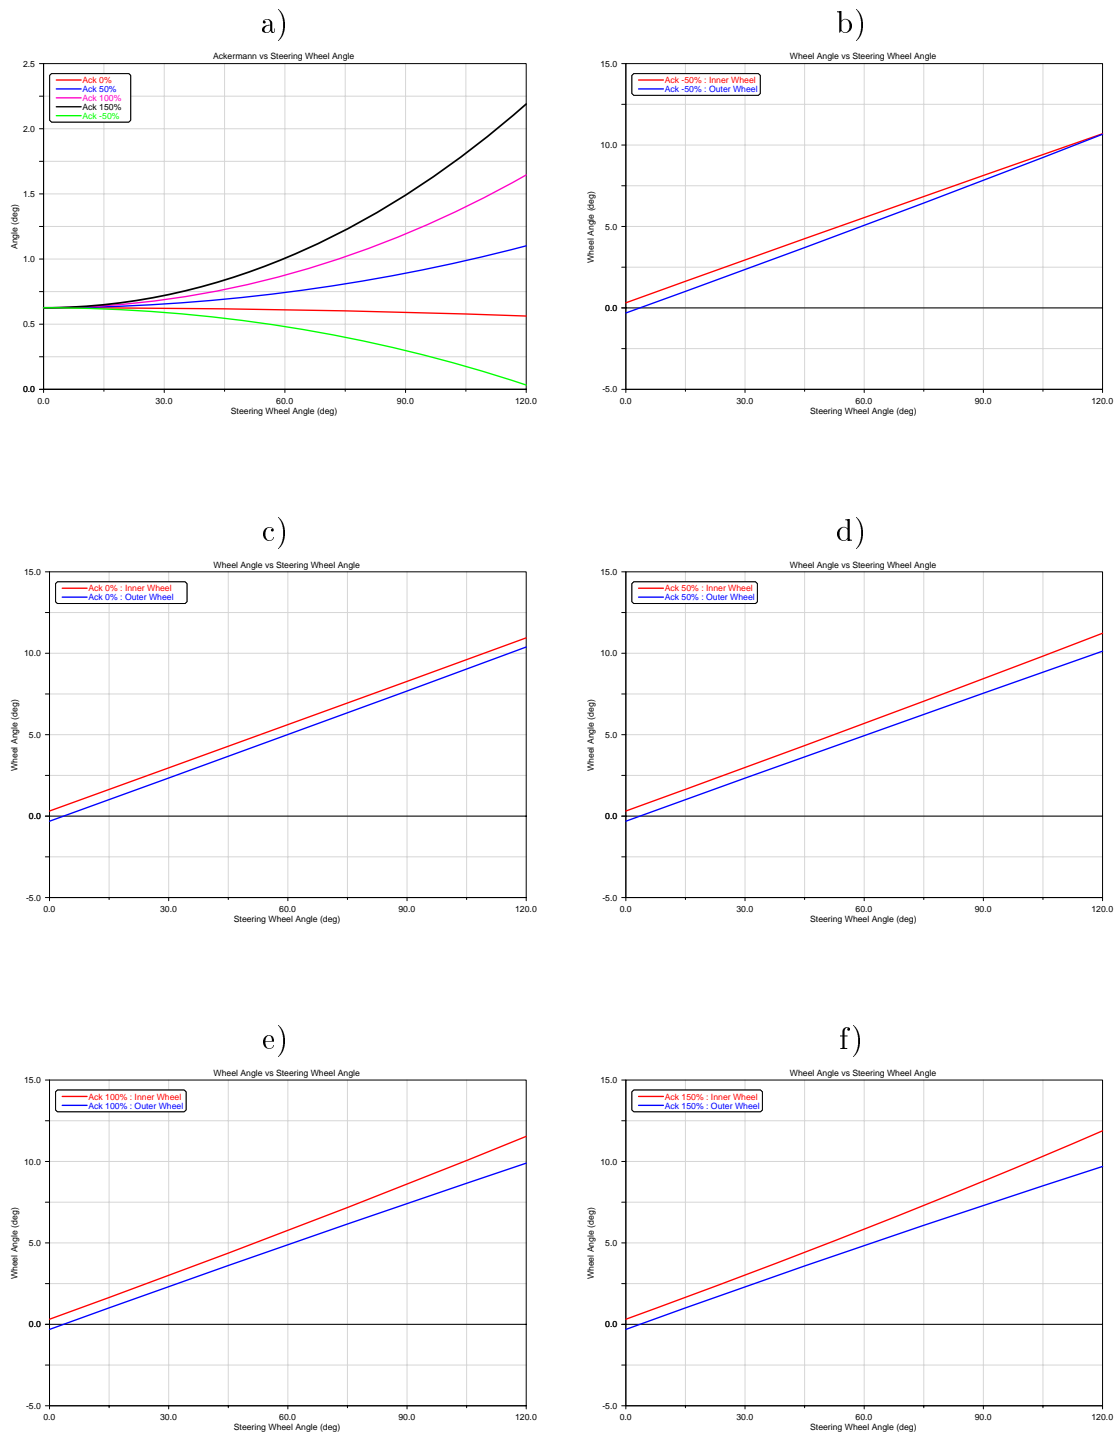 a)
Ackermann vs Steering Wheel Angle
2.5
2.0
1.5
1.0
0.5
0.0
Angle (deg)
Ack 0%
Ack 50%
Ack 100%
Ack 150%
Ack -50%
0.0 30.0 60.0 90.0 120.0
Steering Wheel Angle (deg)
b)
Wheel Angle vs Steering Wheel Angle
15.0
10.0
5.0
0.0
-5.0
Wheel Angle (deg)
Ack -50% : Inner Wheel
Ack -50% : Outer Wheel
0.0 30.0 60.0 90.0 120.0
Steering Wheel Angle (deg)
c)
Wheel Angle vs Steering Wheel Angle
15.0
10.0
5.0
0.0
-5.0
Wheel Angle (deg)
Ack 0% : Inner Wheel
Ack 0% : Outer Wheel
0.0 30.0 60.0 90.0 120.0
Steering Wheel Angle (deg)
d)
Wheel Angle vs Steering Wheel Angle
15.0
10.0
5.0
0.0
-5.0
Wheel Angle (deg)
Ack 50% : Inner Wheel
Ack 50% : Outer Wheel
0.0 30.0 60.0 90.0 120.0
Steering Wheel Angle (deg)
e)
Wheel Angle vs Steering Wheel Angle
15.0
10.0
5.0
0.0
-5.0
Wheel Angle (deg)
Ack 100% : Inner Wheel
Ack 100% : Outer Wheel
0.0 30.0 60.0 90.0 120.0
Steering Wheel Angle (deg)
f)
Wheel Angle vs Steering Wheel Angle
15.0
10.0
5.0
0.0
-5.0
Wheel Angle (deg)
Ack 150% : Inner Wheel
Ack 150% : Outer Wheel
0.0 30.0 60.0 90.0 120.0
Steering Wheel Angle (deg)